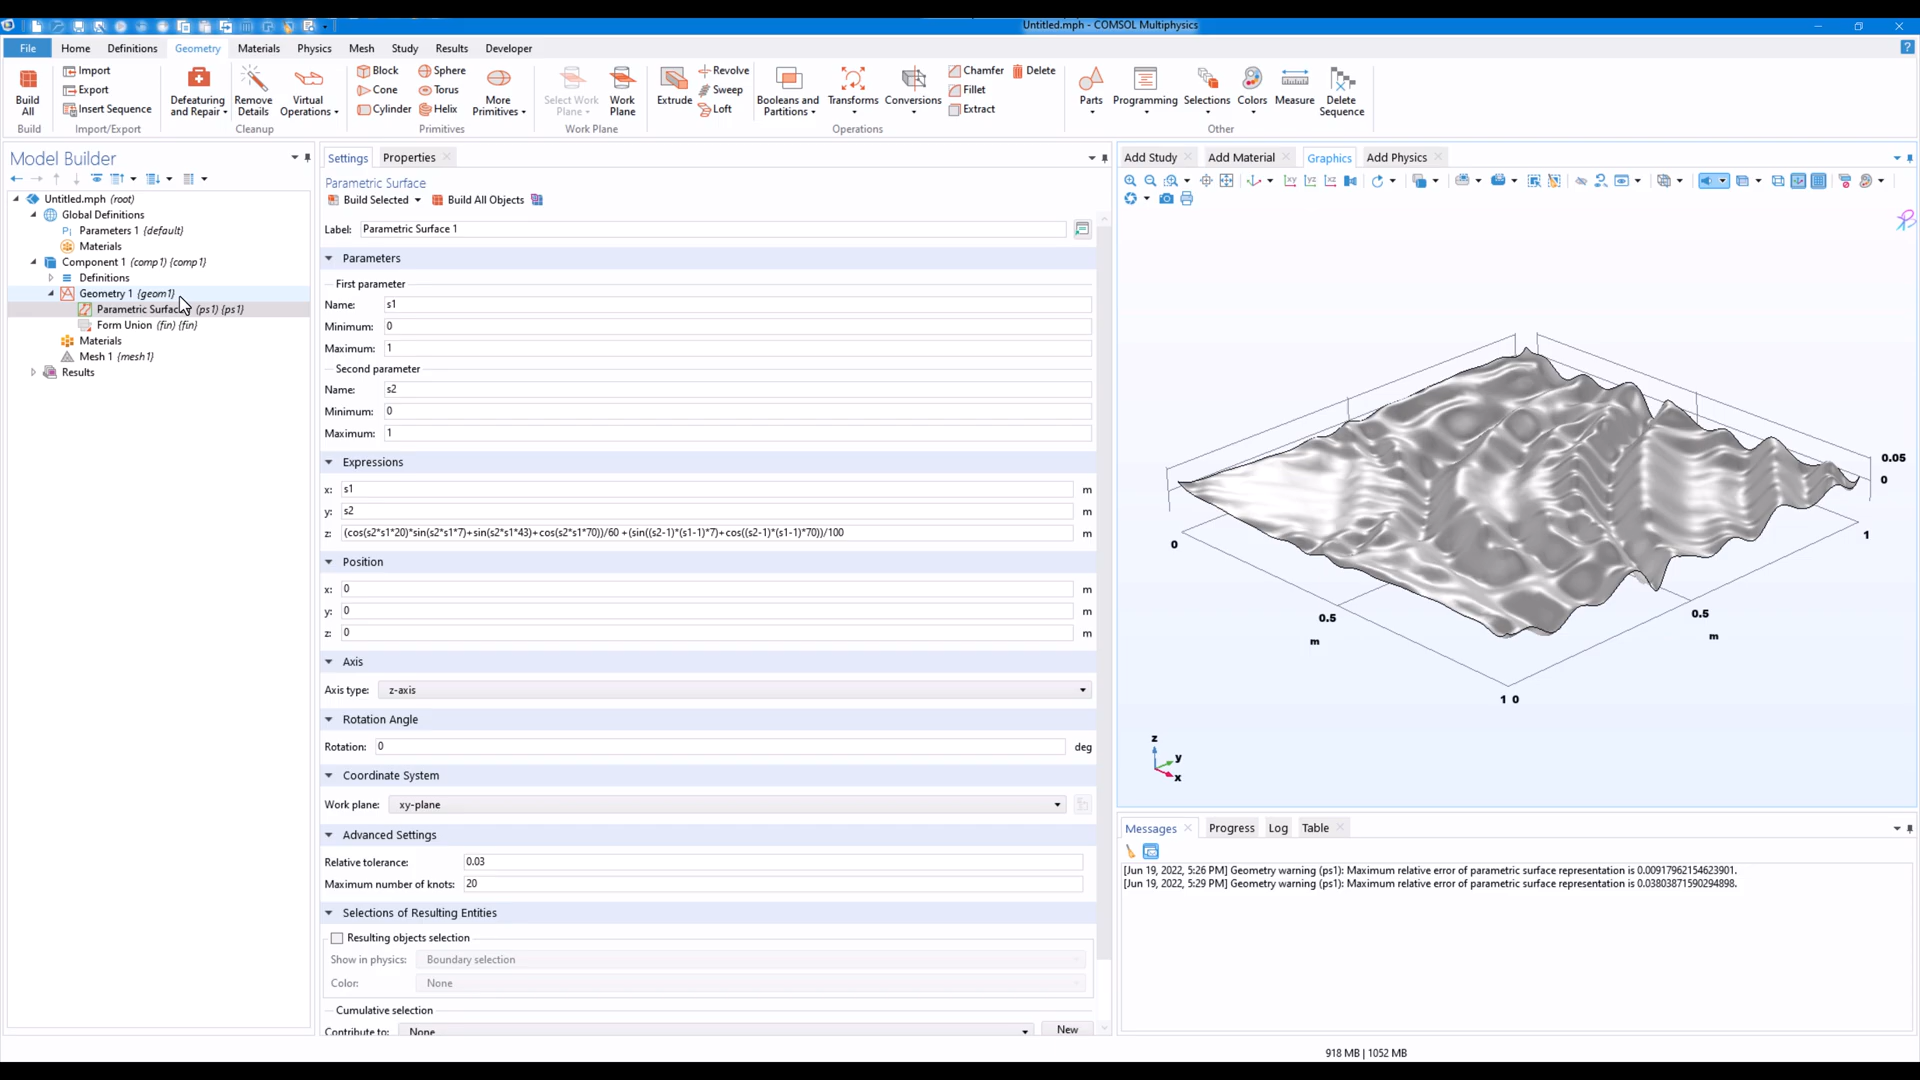 Untitled.mph - COMSOL Multiphysics
File Home Definitions Geometry Materials Physics Mesh Study Results Developer
Build All
Build
Import
Export
Insert Sequence
Import/Export
Defeaturing and Repair
Remove Details
Virtual Operations
Cleanup
Block
Cone
Cylinder
Sphere
Torus
Helix
More Primitives
Primitives
Select Work Plane
Work Plane
Work Plane
Extrude
Revolve
Sweep
Loft
Booleans and Partitions
Transforms
Conversions
Chamfer
Fillet
Extract
Delete
Operations
Parts
Programming
Selections
Colors
Measure
Delete Sequence
Other
Model Builder
Untitled.mph (root)
Global Definitions
Pi Parameters 1 {default}
Materials
Component 1 (comp1) {comp1}
Definitions
Geometry 1 {geom1}
Parametric Surfac (ps1) {ps1}
Form Union (fin) {fin}
Materials
Mesh 1 {mesh1}
Results
Settings Properties
Parametric Surface
Build Selected Build All Objects
Label: Parametric Surface 1
Parameters
First parameter
Name: s1
Minimum: 0
Maximum: 1
Second parameter
Name: s2
Minimum: 0
Maximum: 1
Expressions
x: s1 m
y: s2 m
z: (cos(s2*s1*20)*sin(s2*s1*7)+sin(s2*s1*43)+cos(s2*s1*70))/60 +(sin((s2-1)*(s1-1)*7)+cos((s2-1)*(s1-1)*70))/100 m
Position
x: 0 m
y: 0 m
z: 0 m
Axis
Axis type: z-axis
Rotation Angle
Rotation: 0 deg
Coordinate System
Work plane: xy-plane
Advanced Settings
Relative tolerance: 0.03
Maximum number of knots: 20
Selections of Resulting Entities
Resulting objects selection
Show in physics: Boundary selection
Color: None
Cumulative selection
Contribute to: None New
Add Study Add Material Graphics Add Physics
xy yz xz
0.05
0
0
1
0.5
0.5
m
m
1 0
z
y
x
Messages Progress Log Table
[Jun 19, 2022, 5:26 PM] Geometry warning (ps1): Maximum relative error of parametric surface representation is 0.009179621546239​01.
[Jun 19, 2022, 5:29 PM] Geometry warning (ps1): Maximum relative error of parametric surface representation is 0.03803871590294898.
918 MB | 1052 MB